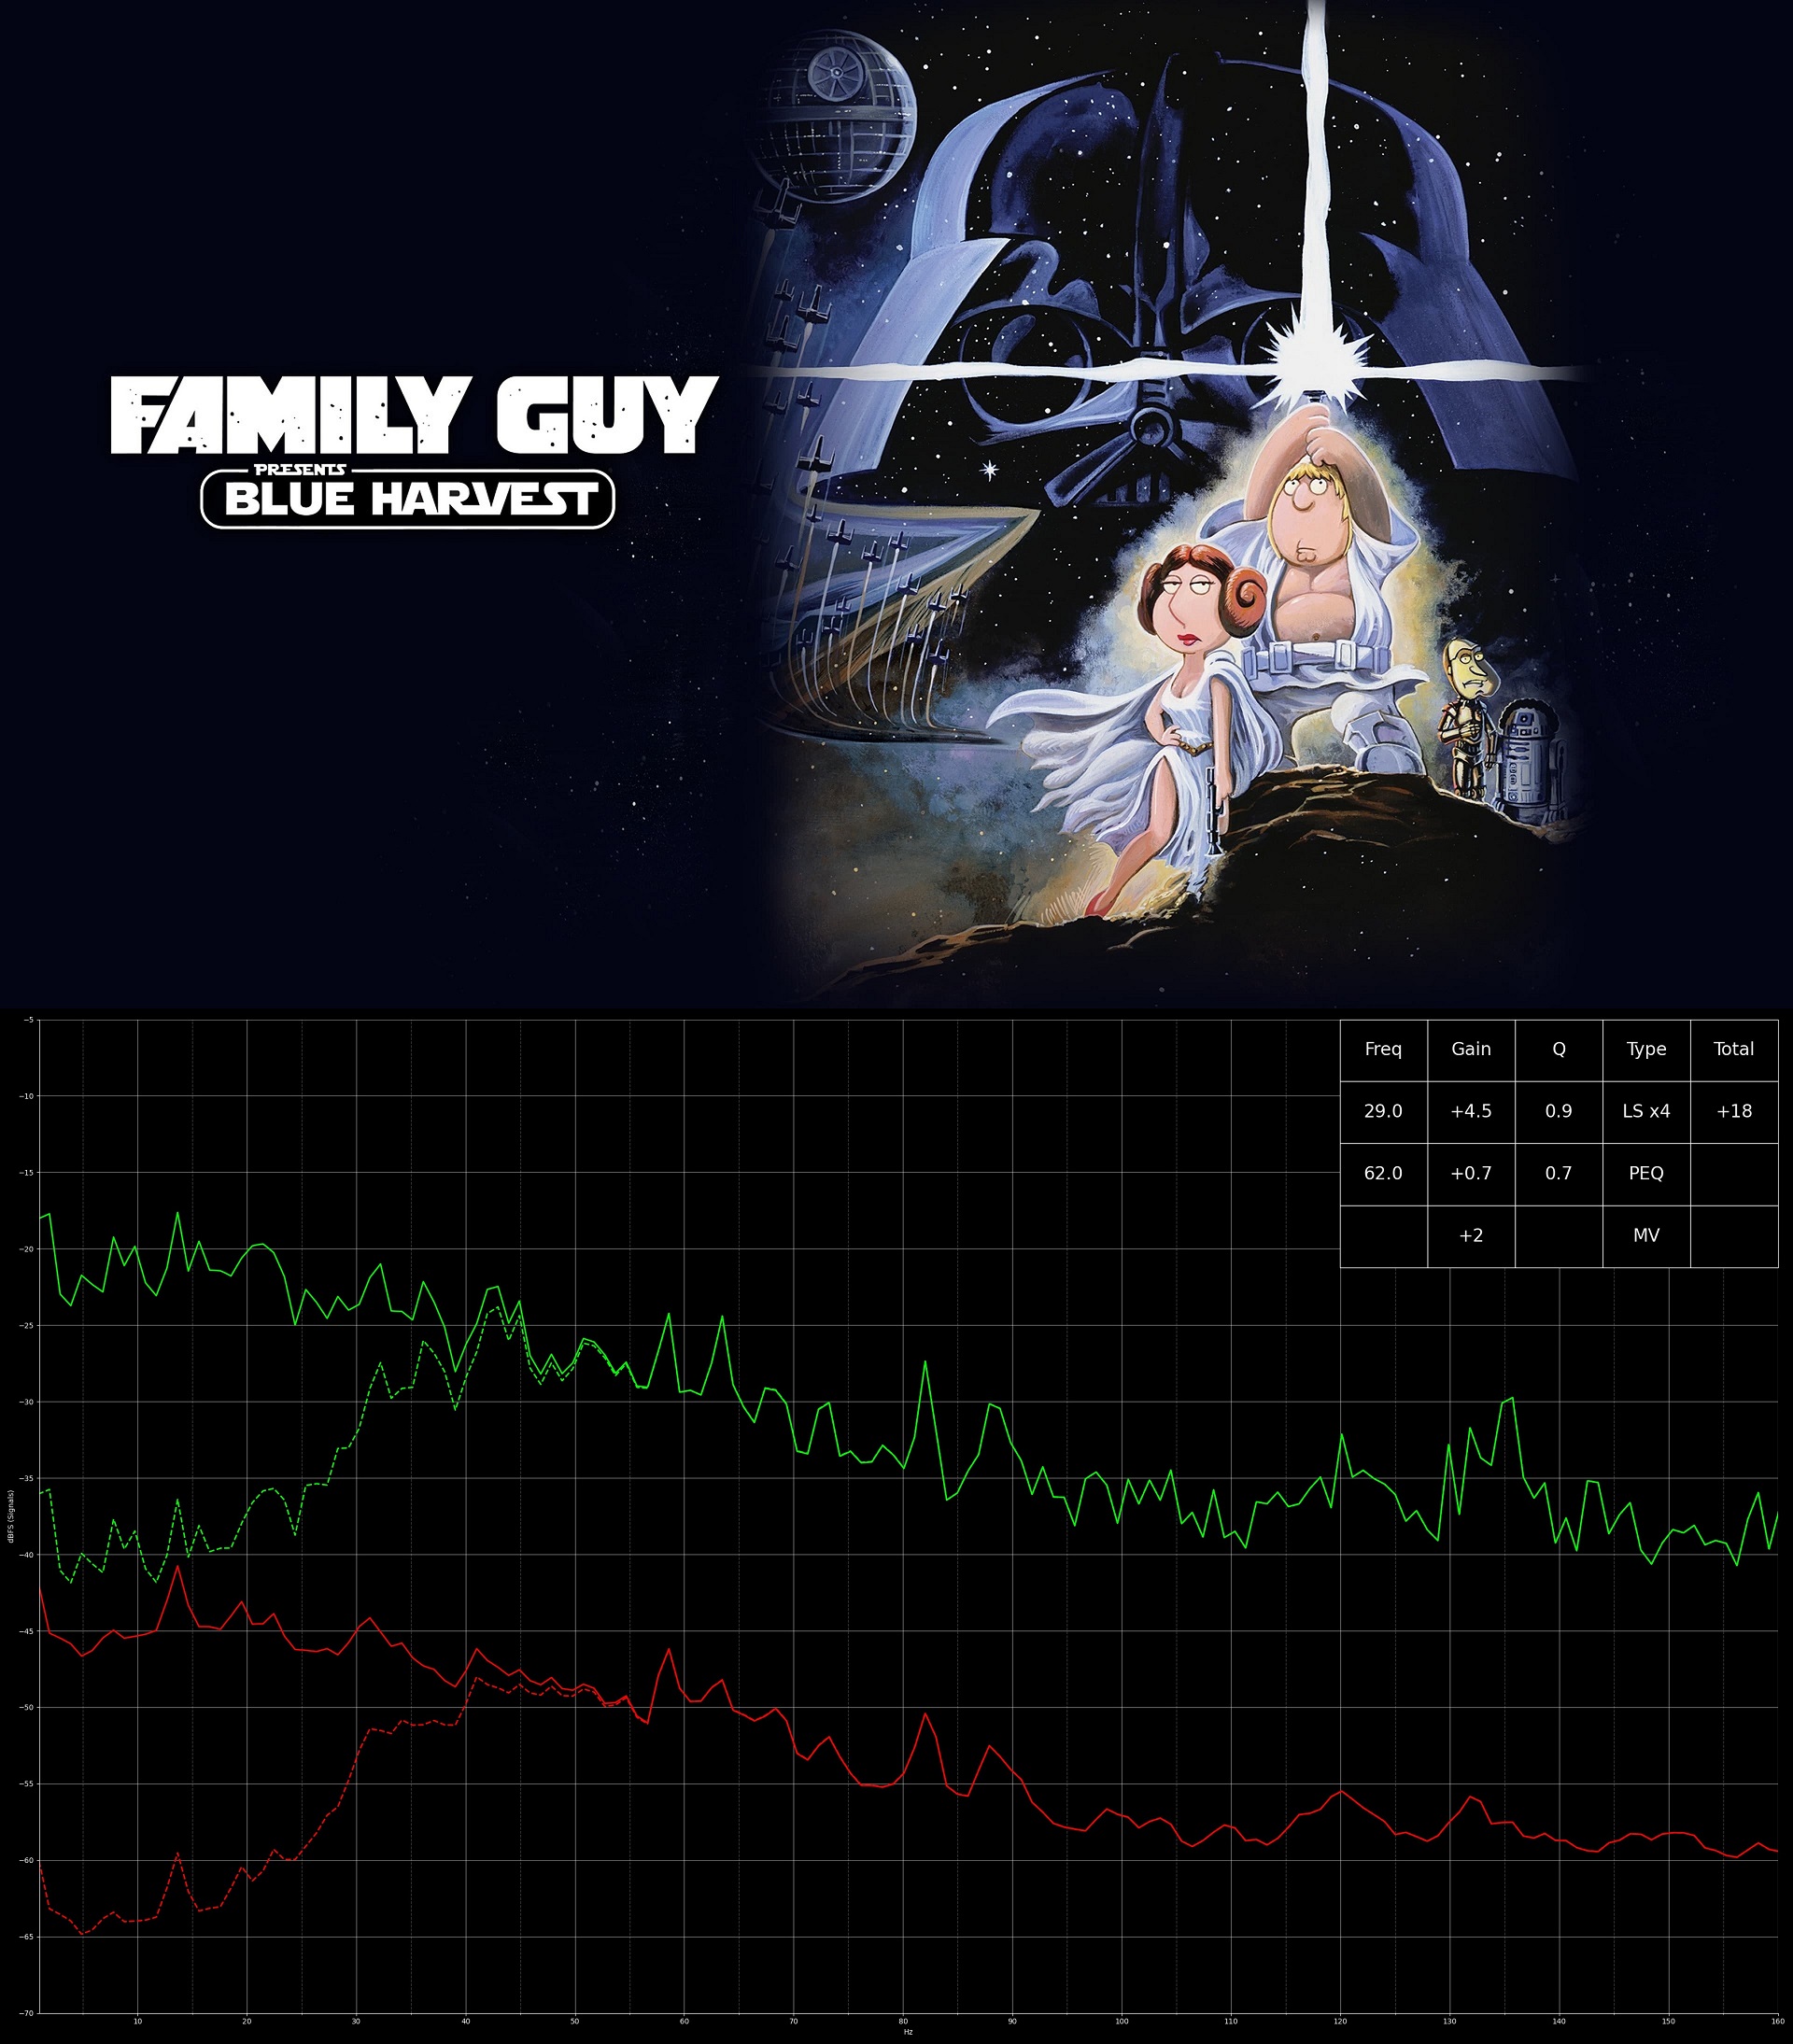 FAMILY GUY
PRESENTS
BLUE HARVEST
Freq Gain Q Type Total
29.0 +4.5 0.9 LS x4 +18
62.0 +0.7 0.7 PEQ
+2 MV
−5
−10
−15
−20
−25
−30
−35
−40
−45
−50
−55
−60
−65
−70
dBFS (Signals)
10 20 30 40 50 60 70 80 90 100 110 120 130 140 150 160
Hz